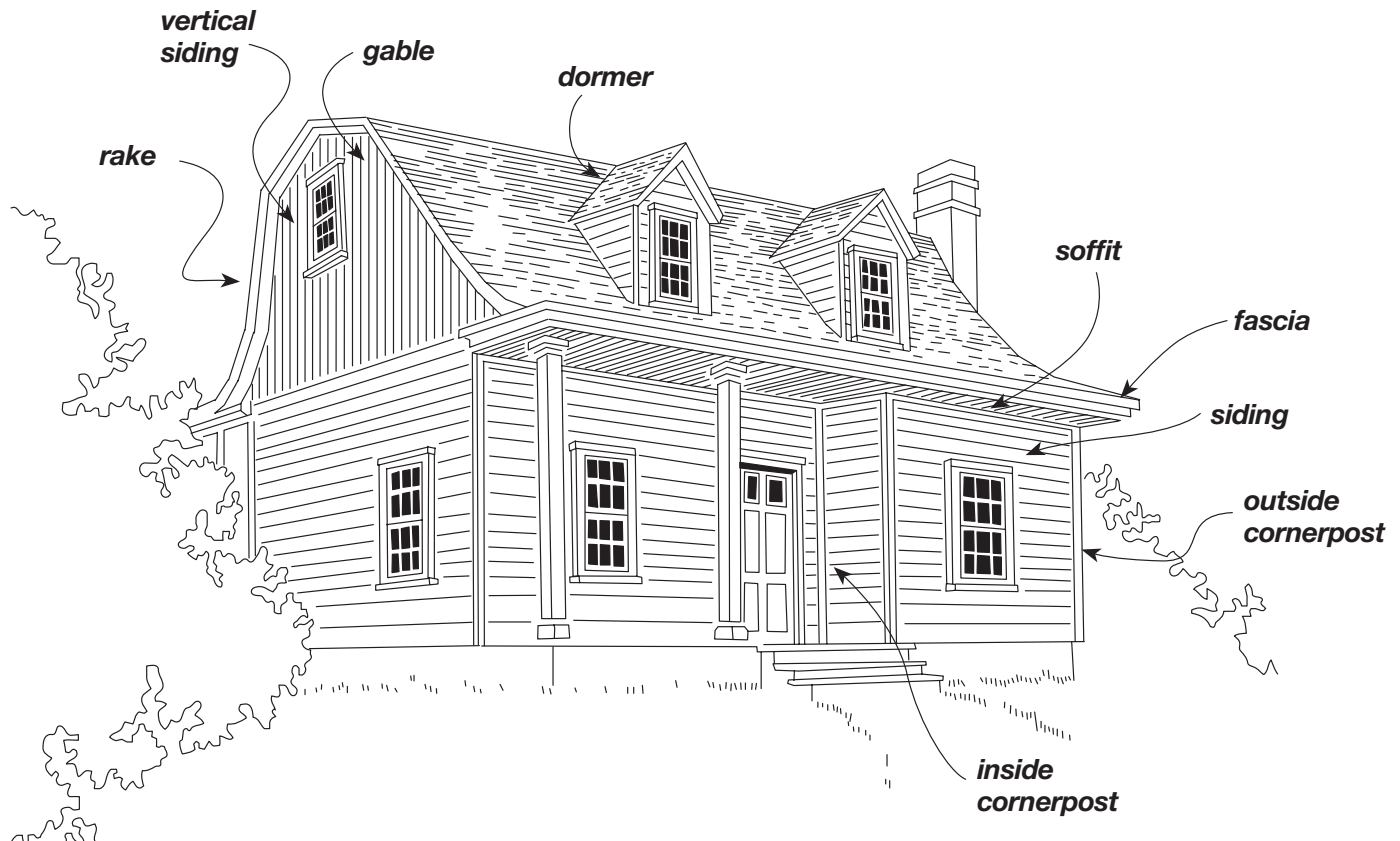 vertical
siding
gable
dormer
rake
soffit
fascia
siding
outside
cornerpost
inside
cornerpost